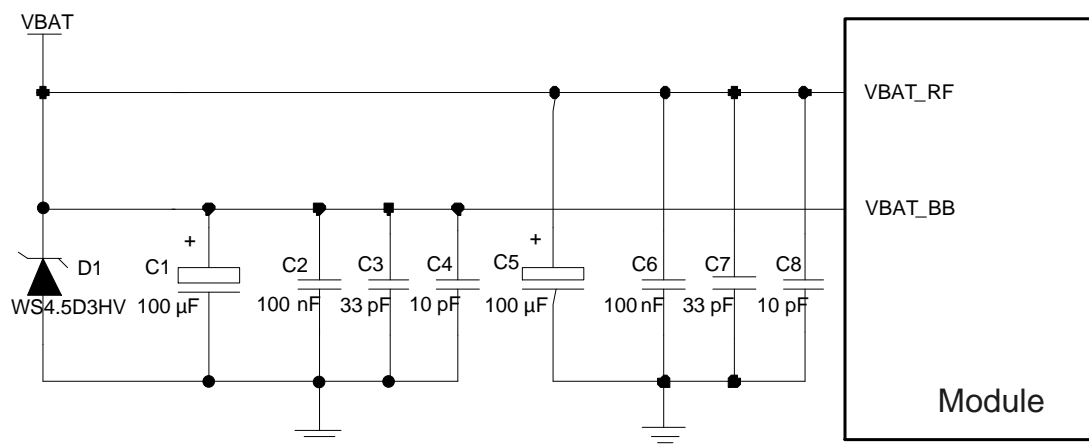 VBAT
VBAT_RF
VBAT_BB
+
+
D1
C1
C2
C3
C4
C5
C6
C7
C8
WS4.5D3HV
100 µF
100 nF
33 pF
10 pF
100 µF
100 nF
33 pF
10 pF
Module